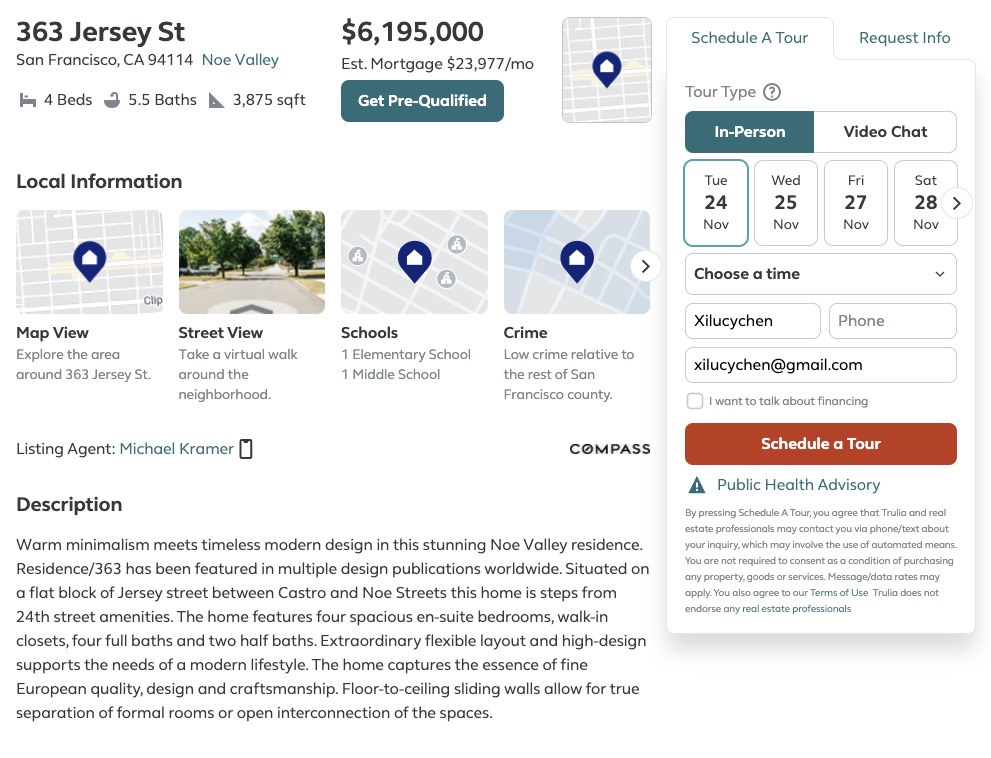 363 Jersey St
San Francisco, CA 94114 Noe Valley
4 Beds 5.5 Baths 3,875 sqft
$6,195,000
Est. Mortgage $23,977/mo
Get Pre-Qualified
Local Information
Clip
Map View
Explore the area
around 363 Jersey St.
Street View
Take a virtual walk
around the
neighborhood.
Schools
1 Elementary School
1 Middle School
Crime
Low crime relative to
the rest of San
Francisco county.
Listing Agent: Michael Kramer
COMPASS
Description
Warm minimalism meets timeless modern design in this stunning Noe Valley residence.
Residence/363 has been featured in multiple design publications worldwide. Situated on
a flat block of Jersey street between Castro and Noe Streets this home is steps from
24th street amenities. The home features four spacious en-suite bedrooms, walk-in
closets, four full baths and two half baths. Extraordinary flexible layout and high-design
supports the needs of a modern lifestyle. The home captures the essence of fine
European quality, design and craftsmanship. Floor-to-ceiling sliding walls allow for true
separation of formal rooms or open interconnection of the spaces.
Schedule A Tour
Request Info
Tour Type ?
In-Person
Video Chat
Tue
24
Nov
Wed
25
Nov
Fri
27
Nov
Sat
28
Nov
Choose a time
Xilucychen
Phone
xilucychen@gmail.com
I want to talk about financing
Schedule a Tour
Public Health Advisory
By pressing Schedule A Tour, you agree that Trulia and real
estate professionals may contact you via phone/text about
your inquiry, which may involve the use of automated means.
You are not required to consent as a condition of purchasing
any property, goods or services. Message/data rates may
apply. You also agree to our Terms of Use Trulia does not
endorse any real estate professionals